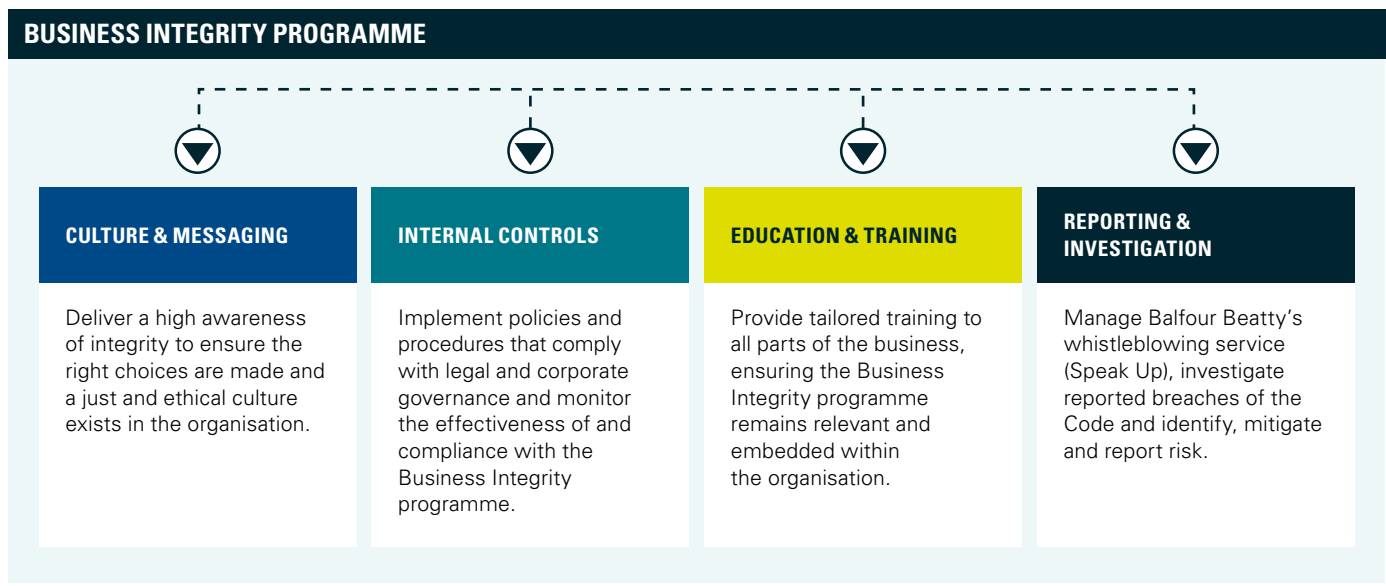 BUSINESS INTEGRITY PROGRAMME
CULTURE & MESSAGING
Deliver a high awareness
of integrity to ensure the
right choices are made and
a just and ethical culture
exists in the organisation.
INTERNAL CONTROLS
Implement policies and
procedures that comply
with legal and corporate
governance and monitor
the effectiveness of and
compliance with the
Business Integrity
programme.
EDUCATION & TRAINING
Provide tailored training to
all parts of the business,
ensuring the Business
Integrity programme
remains relevant and
embedded within
the organisation.
REPORTING &
INVESTIGATION
Manage Balfour Beatty’s
whistleblowing service
(Speak Up), investigate
reported breaches of the
Code and identify, mitigate
and report risk.